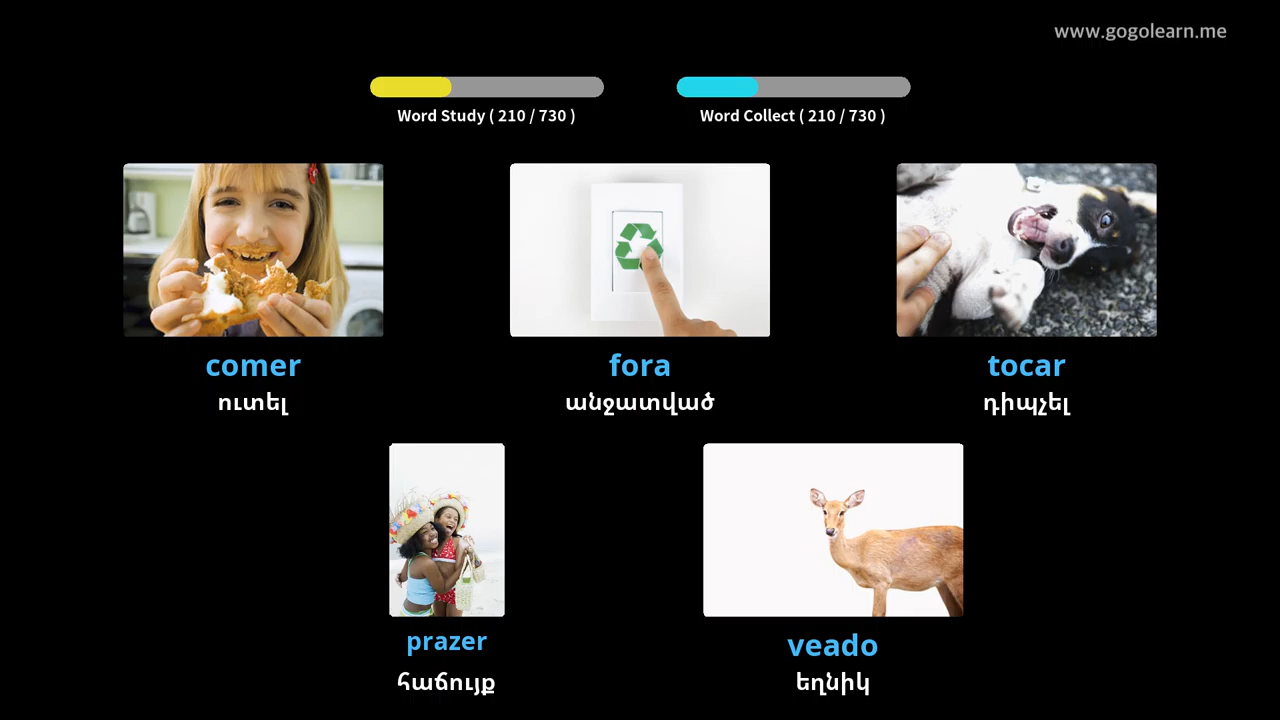 www.gogolearn.me
Word Study ( 210 / 730 )
Word Collect ( 210 / 730 )
comer
ուտել
fora
անջատված
tocar
դիպչել
prazer
հաճույք
veado
եղնիկ